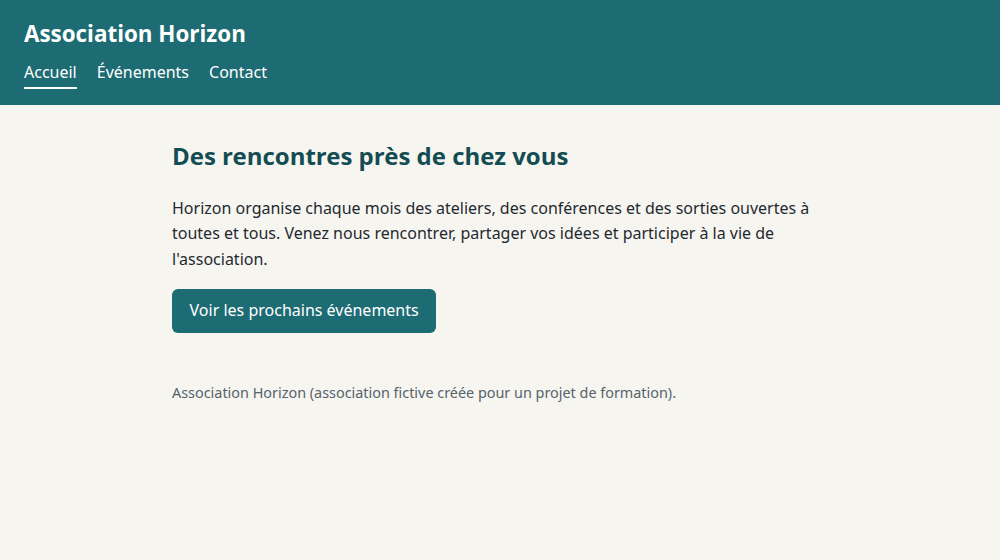 Association Horizon
Accueil Événements Contact
Des rencontres près de chez vous
Horizon organise chaque mois des ateliers, des conférences et des sorties ouvertes à
toutes et tous. Venez nous rencontrer, partager vos idées et participer à la vie de
l'association.
Voir les prochains événements
Association Horizon (association fictive créée pour un projet de formation).